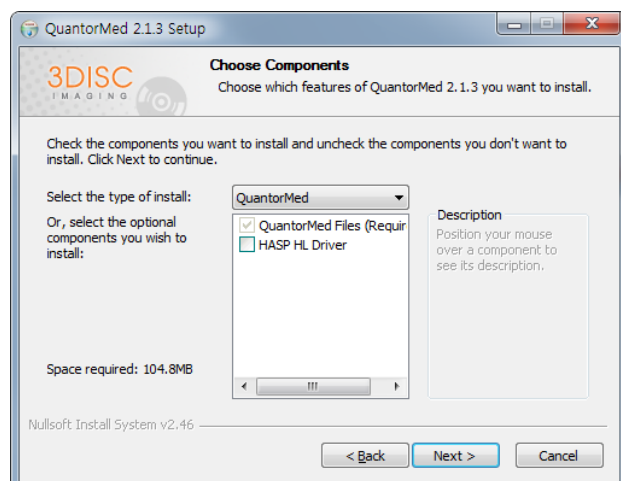 QuantorMed 2.1.3 Setup
3DISC
IMAGING
Choose Components
Choose which features of QuantorMed 2.1.3 you want to install.
Check the components you want to install and uncheck the components you don't want to
install. Click Next to continue.
Select the type of install:
QuantorMed
Or, select the optional
components you wish to
install:
QuantorMed Files (Requir
HASP HL Driver
Description
Position your mouse
over a component to
see its description.
Space required: 104.8MB
Nullsoft Install System v2.46
< Back
Next >
Cancel